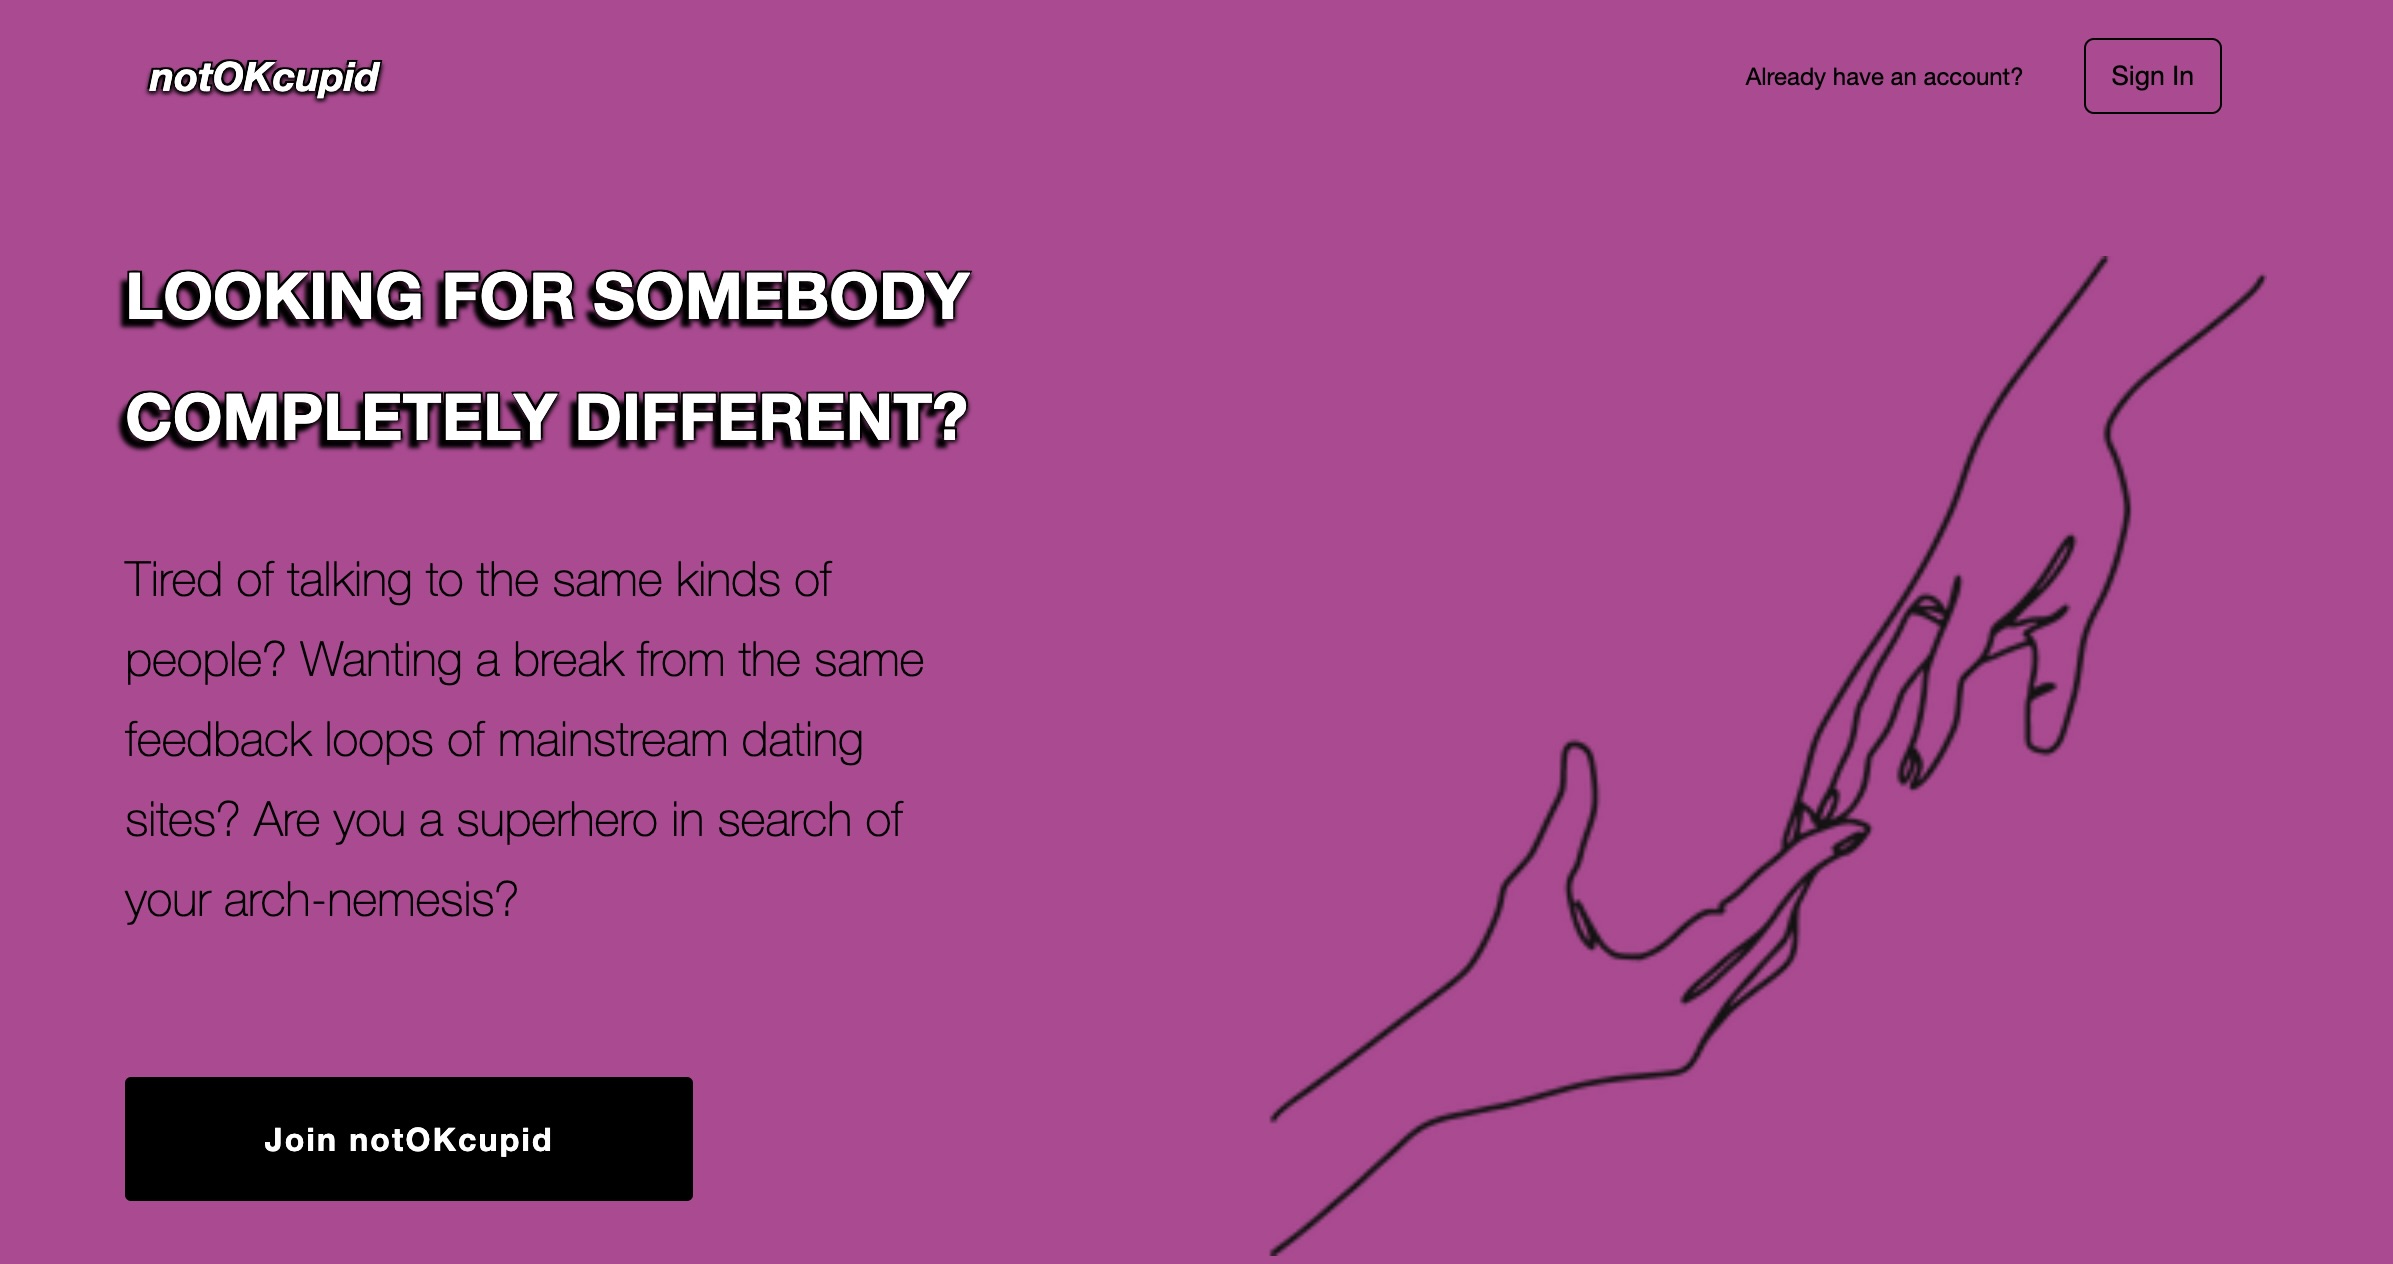 notOKcupid
Already have an account?
Sign In
LOOKING FOR SOMEBODY
COMPLETELY DIFFERENT?
Tired of talking to the same kinds of
people? Wanting a break from the same
feedback loops of mainstream dating
sites? Are you a superhero in search of
your arch-nemesis?
Join notOKcupid